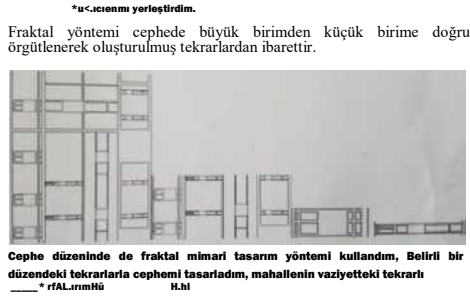 yerleştirdim.
Fraktal yöntemi cephede büyük birimden küçük birime doğru
örgütlenerek oluşturulmuş tekrarlardan ibarettir.
Cephe düzeninde de fraktal mimari tasarım yöntemi kullandım, Belirli bir
düzendeki tekrarlarla cephemi tasarladım, mahallenin vaziyetteki tekrarlı